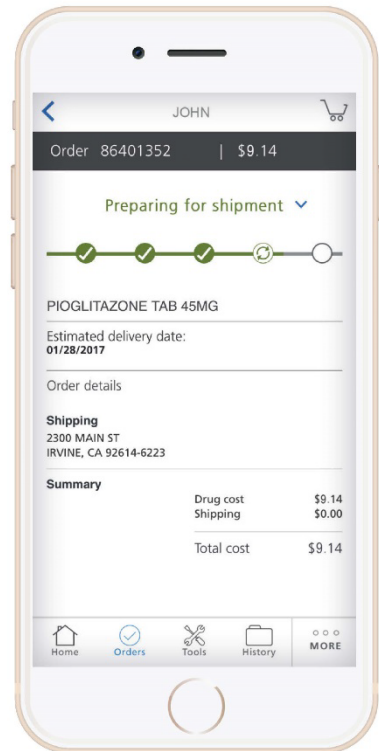 JOHN
Order 86401352 | $9.14
Preparing for shipment
PIOGLITAZONE TAB 45MG
Estimated delivery date:
01/28/2017
Order details
Shipping
2300 MAIN ST
IRVINE, CA 92614-6223
Summary
Drug cost $9.14
Shipping $0.00
Total cost $9.14
Home Orders Tools History MORE